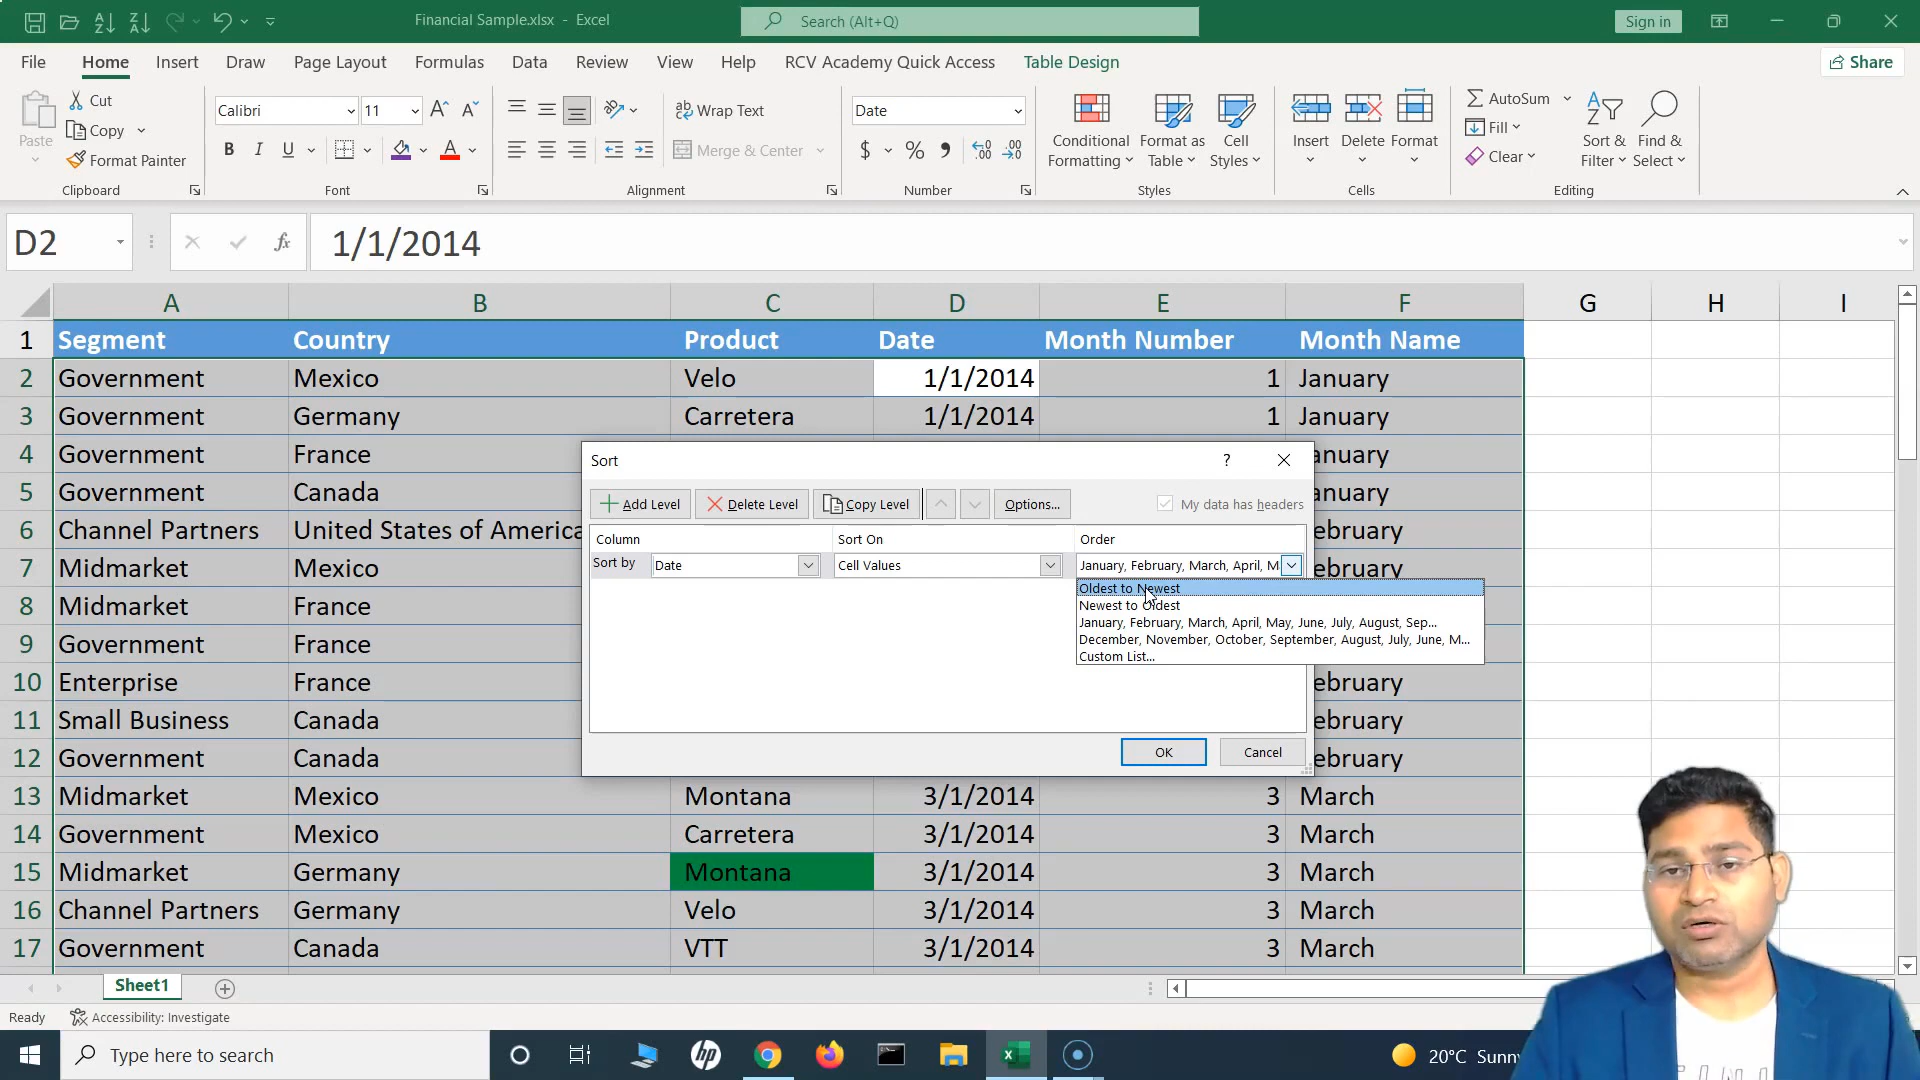 Financial Sample.xlsx - Excel
Search (Alt+Q)
Sign in
File Home Insert Draw Page Layout Formulas Data Review View Help RCV Academy Quick Access Table Design
Share
Paste
Cut
Copy
Format Painter
Clipboard
Calibri 11
B I U
Font
Wrap Text
Merge & Center
Alignment
Date
$ % ,
Number
Conditional Formatting
Format as Table
Cell Styles
Styles
Insert
Delete
Format
Cells
AutoSum
Fill
Clear
Sort & Filter
Find & Select
Editing
D2 fx 1/1/2014
A B C D E F G H I
1 Segment Country Product Date Month Number Month Name
2 Government Mexico Velo 1/1/2014 1 January
3 Government Germany Carretera 1/1/2014 1 January
4 Government France anuary
5 Government Canada anuary
6 Channel Partners United States of America ebruary
7 Midmarket Mexico ebruary
8 Midmarket France
9 Government France
10 Enterprise France ebruary
11 Small Business Canada ebruary
12 Government Canada ebruary
13 Midmarket Mexico Montana 3/1/2014 3 March
14 Government Mexico Carretera 3/1/2014 3 March
15 Midmarket Germany Montana 3/1/2014 3 March
16 Channel Partners Germany Velo 3/1/2014 3 March
17 Government Canada VTT 3/1/2014 3 March
Sort ?
Add Level Delete Level Copy Level Options... My data has headers
Column Sort On Order
Sort by Date Cell Values January, February, March, April, M
Oldest to Newest
Newest to Oldest
January, February, March, April, May, June, July, August, Sep...
December, November, October, September, August, July, June, M...
Custom List...
OK Cancel
Sheet1
Ready Accessibility: Investigate
Type here to search
hp
20°C Sunny